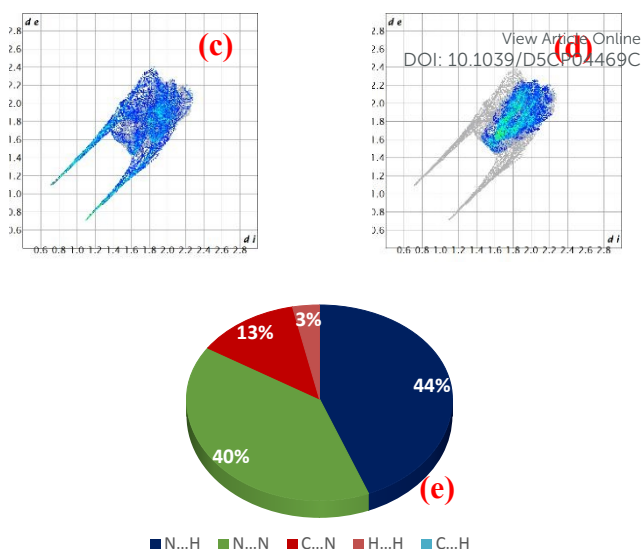 d e
2.8
2.4
2.0
1.6
1.2
0.8
2.6
2.2
1.8
1.4
1.0
0.6
0.6 0.8 1.0 1.2 1.4 1.6 1.8 2.0 2.2 2.4 2.6 2.8
d i
(c)
d e
2.8
2.4
2.0
1.6
1.2
0.8
2.6
2.2
1.8
1.4
1.0
0.6
0.6 0.8 1.0 1.2 1.4 1.6 1.8 2.0 2.2 2.4 2.6 2.8
d i
(d)
View Article Online
DOI: 10.1039/D5CP04469C
13%
3%
44%
40%
(e)
N...H N...N C...N H...H C...H